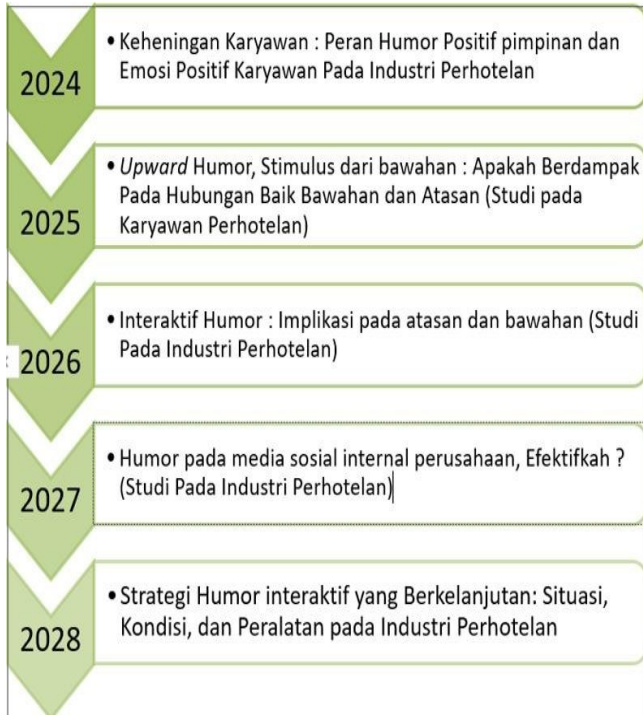 2024
• Keheningan Karyawan : Peran Humor Positif pimpinan dan
Emosi Positif Karyawan Pada Industri Perhotelan
2025
• Upward Humor, Stimulus dari bawahan : Apakah Berdampak
Pada Hubungan Baik Bawahan dan Atasan (Studi pada
Karyawan Perhotelan)
2026
• Interaktif Humor : Implikasi pada atasan dan bawahan (Studi
Pada Industri Perhotelan)
2027
• Humor pada media sosial internal perusahaan, Efektifkah ?
(Studi Pada Industri Perhotelan)
2028
• Strategi Humor interaktif yang Berkelanjutan: Situasi,
Kondisi, dan Peralatan pada Industri Perhotelan